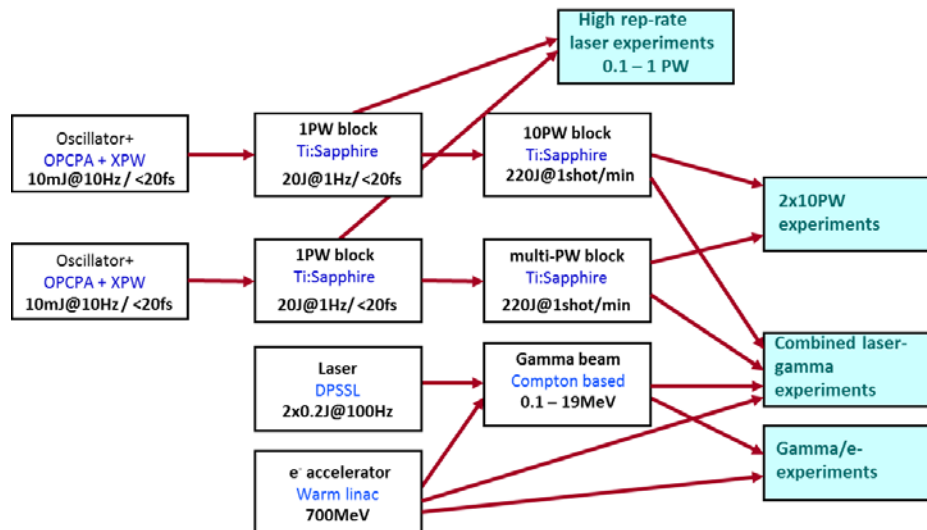 High rep-rate
laser experiments
0.1 – 1 PW
Oscillator+
OPCPA + XPW
10mJ@10Hz/ <20fs
1PW block
Ti:Sapphire
20J@1Hz/<20fs
10PW block
Ti:Sapphire
220J@1shot/min
2x10PW
experiments
Oscillator+
OPCPA + XPW
10mJ@10Hz/ <20fs
1PW block
Ti:Sapphire
20J@1Hz/ <20fs
multi-PW block
Ti:Sapphire
220J@1shot/min
Combined laser-
gamma
experiments
Laser
DPSSL
2x0.2J@100Hz
Gamma beam
Compton based
0.1 – 19MeV
Gamma/e-
experiments
e⁻ accelerator
Warm linac
700MeV